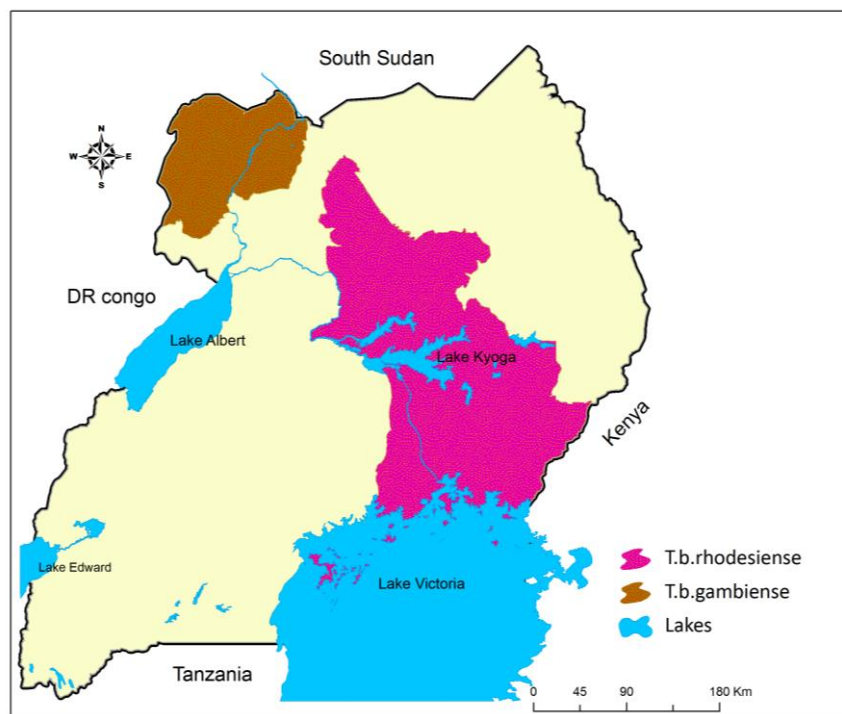 South Sudan
N
W E
S
DR congo
Lake Albert
Lake Kyoga
Kenya
T.b.rhodesiense
Lake Edward
Lake Victoria
T.b.gambiense
Lakes
Tanzania
0 45 90 180 Km